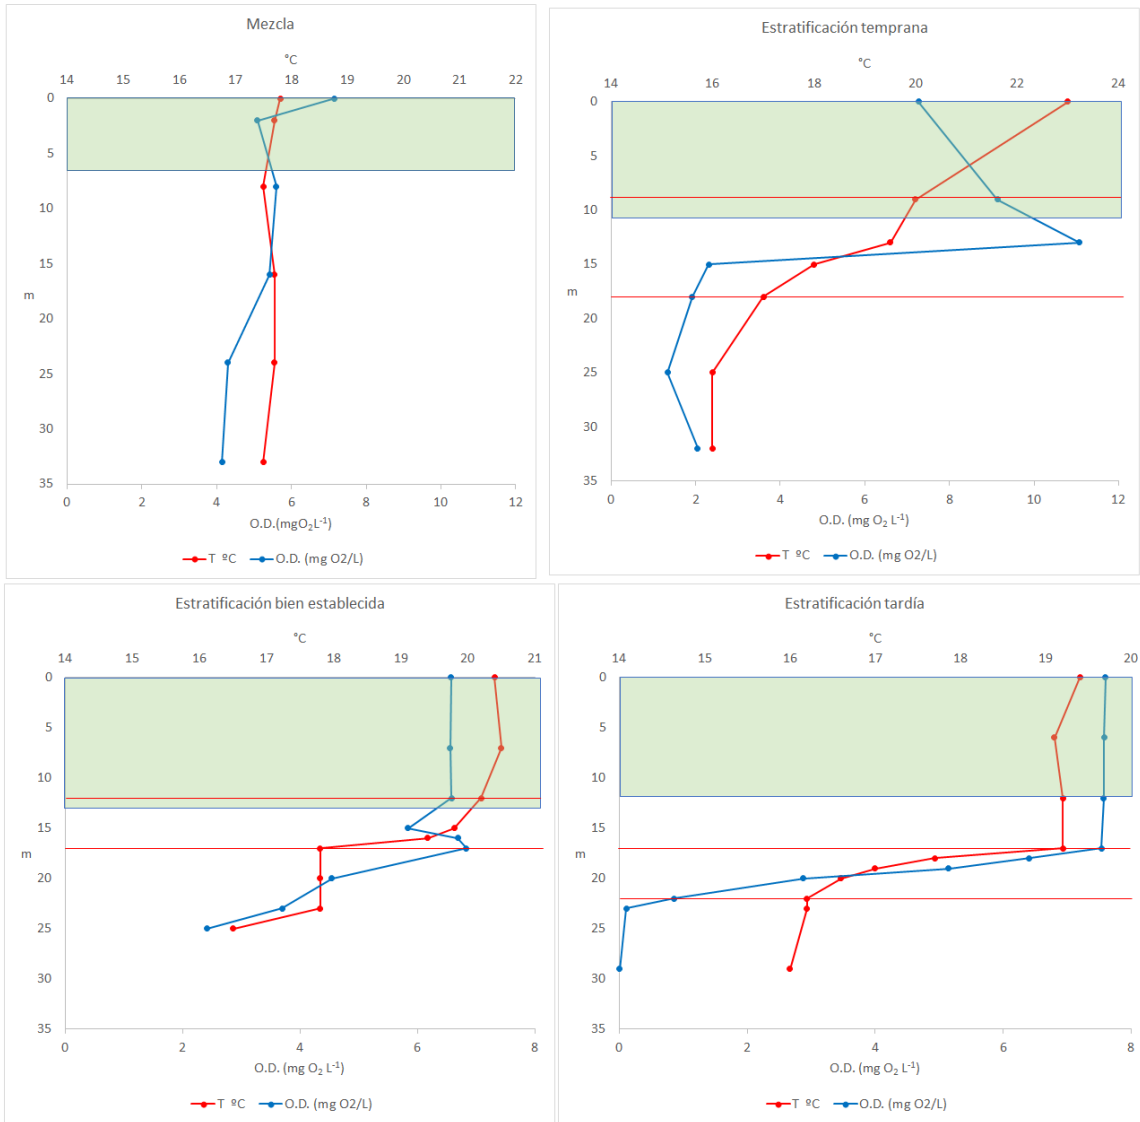 Mezcla
°C
14 15 16 17 18 19 20 21 22
0
5
10
15
m
20
25
30
35
0 2 4 6 8 10 12
O.D.(mgO₂L⁻¹)
T ºC O.D. (mg O2/L)
Estratificación temprana
°C
14 16 18 20 22 24
0
5
10
15
m
20
25
30
35
0 2 4 6 8 10 12
O.D. (mg O₂ L⁻¹)
T ºC O.D. (mg O2/L)
Estratificación bien establecida
°C
14 15 16 17 18 19 20 21
0
5
10
15
m
20
25
30
35
0 2 4 6 8
O.D. (mg O₂ L⁻¹)
T ºC O.D. (mg O2/L)
Estratificación tardía
°C
14 15 16 17 18 19 20
0
5
10
15
m
20
25
30
35
0 2 4 6 8
O.D. (mg O₂ L⁻¹)
T ºC O.D. (mg O2/L)